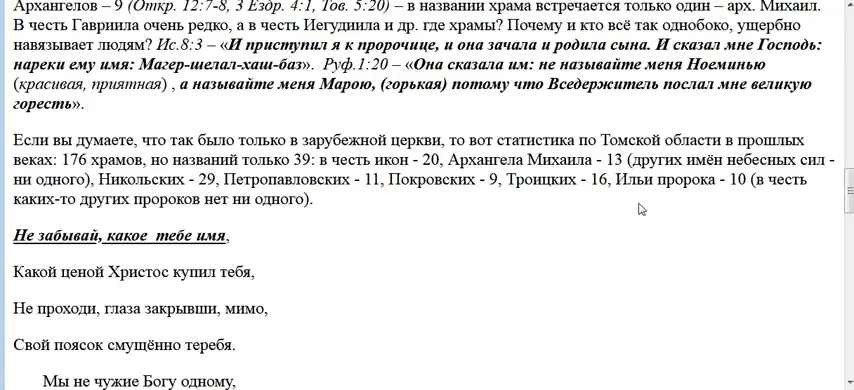 Архангелов – 9 (Откр. 12:7-8, 3 Ездр. 4:1, Тов. 5:20) – в названии храма встречается только один – арх. Михаил.
В честь Гавриила очень редко, а в честь Иегудиила и др. где храмы? Почему и кто всё так однобоко, ущербно
навязывает людям? Ис.8:3 – «И приступил я к пророчице, и она зачала и родила сына. И сказал мне Господь:
нареки ему имя: Магер-шелал-хаш-баз».  Руф.1:20 – «Она сказала им: не называйте меня Ноеминью
(красивая, приятная) , а называйте меня Марою, (горькая) потому что Вседержитель послал мне великую
горесть».
Если вы думаете, что так было только в зарубежной церкви, то вот статистика по Томской области в прошлых
веках: 176 храмов, но названий только 39: в честь икон - 20, Архангела Михаила - 13 (других имён небесных сил -
ни одного), Никольских - 29, Петропавловских - 11, Покровских - 9, Троицких - 16, Ильи пророка - 10 (в честь
каких-то других пророков нет ни одного).
Не забывай, какое  тебе имя,
Какой ценой Христос купил тебя,
Не проходи, глаза закрывши, мимо,
Свой поясок смущённо теребя.
Мы не чужие Богу одному,